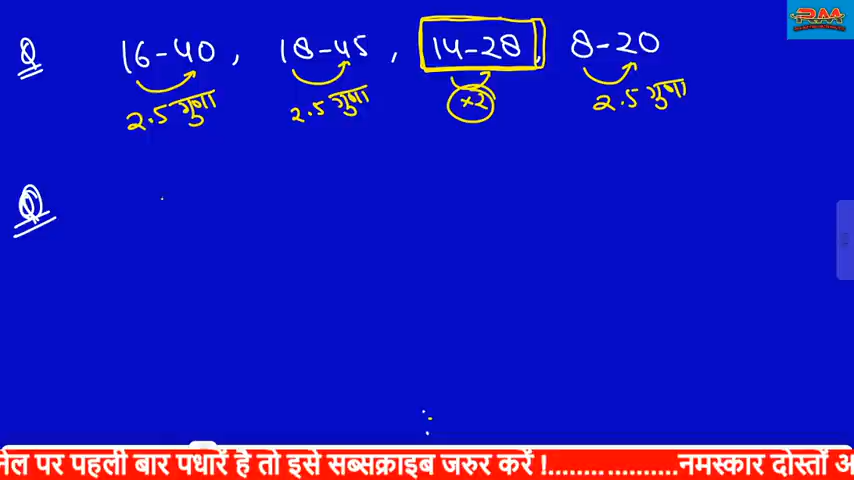 Q 16-40, 18-45, 14-28, 8-20
2.5 गुणा 2.5 गुणा ×2 2.5 गुणा
Q
RAA
पर पहली बार पधारें है तो इसे सब्सक्राइब जरुर करें !........ ...........नमस्कार दोस्तों